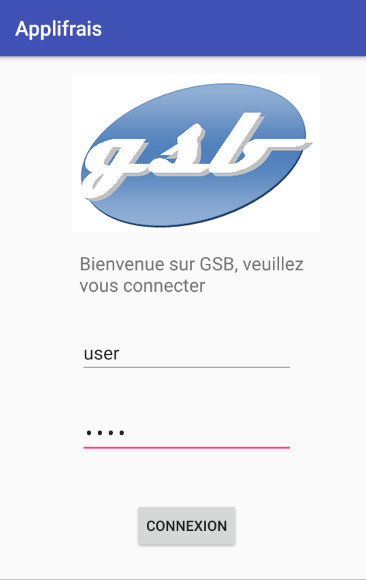 Applifrais
gsb
Bienvenue sur GSB, veuillez
vous connecter
user
••••
CONNEXION